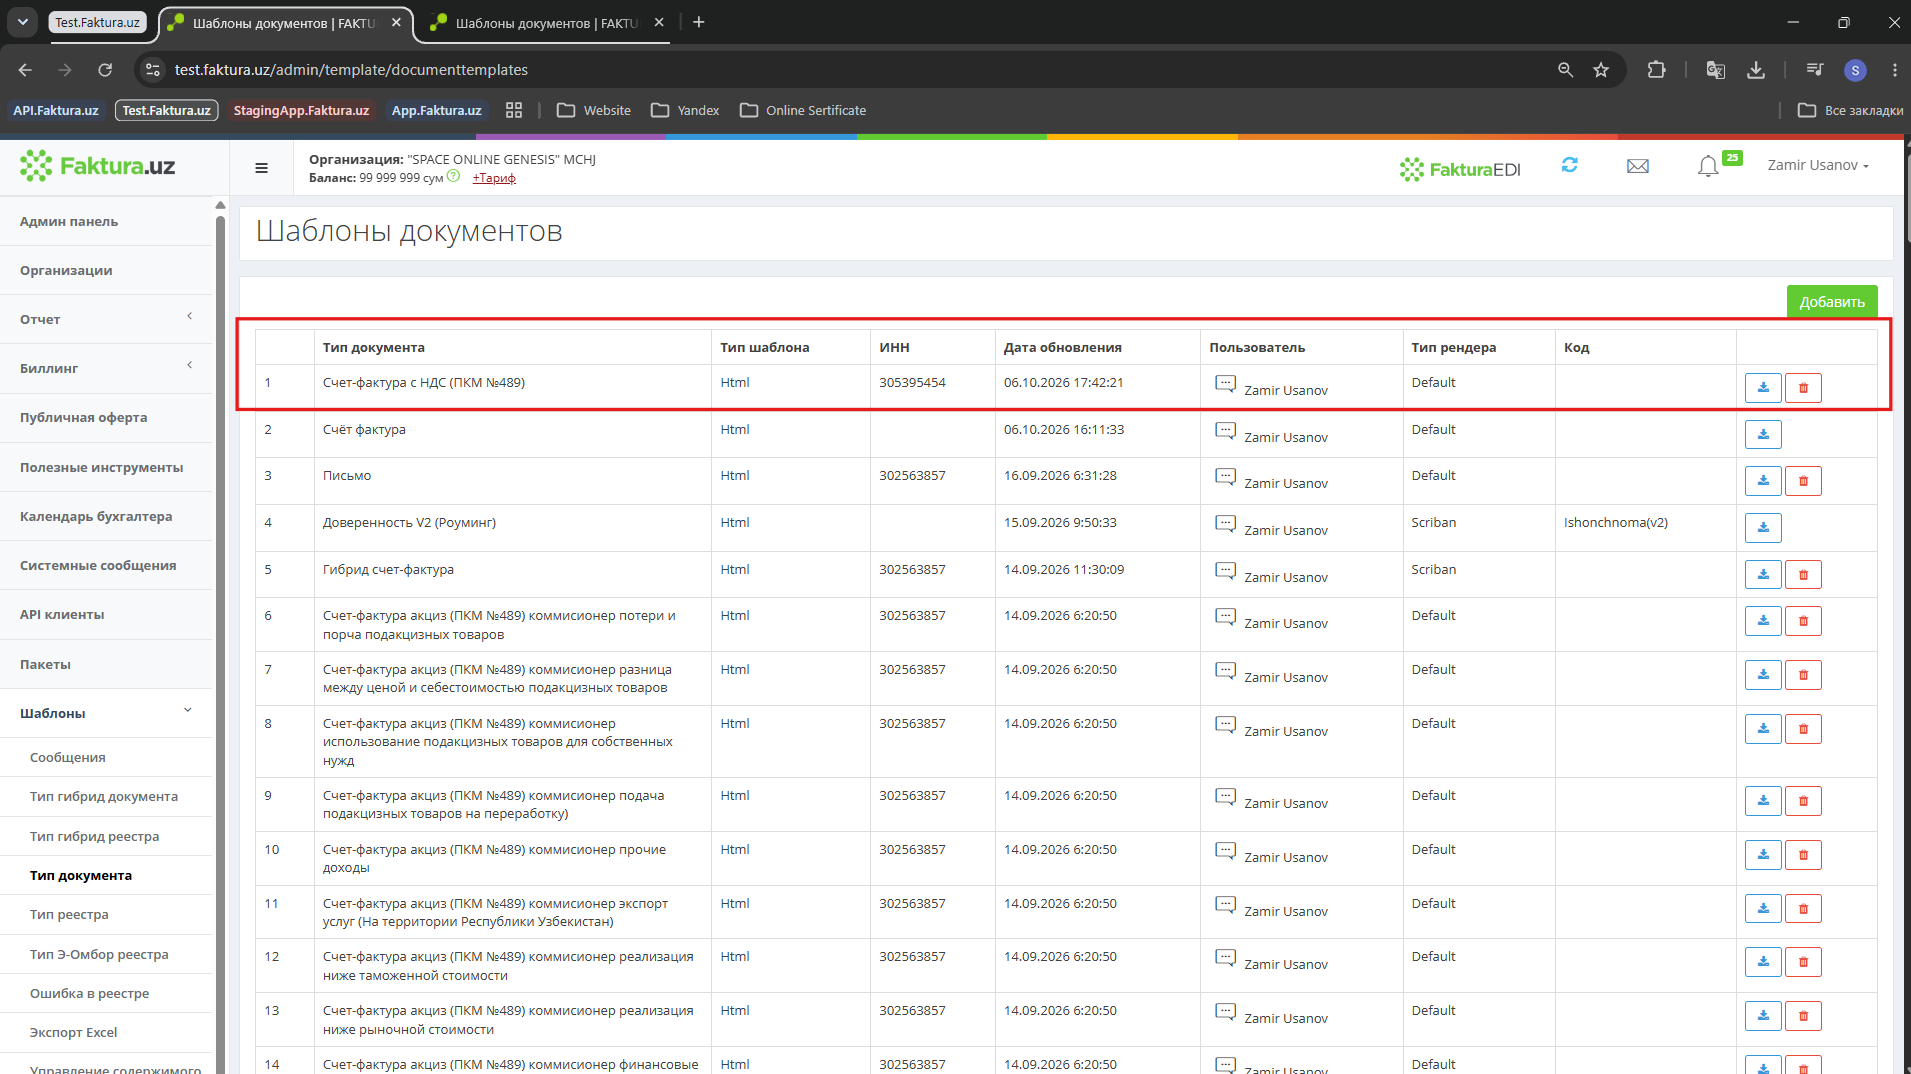 Test.Faktura.uz
Шаблоны документов | FAKTU
Шаблоны документов | FAKTU
test.faktura.uz/admin/template/documenttemplates
S
API.Faktura.uz Test.Faktura.uz StagingApp.Faktura.uz App.Faktura.uz Website Yandex Online Sertificate Все закладки
Faktura.uz
Организация: "SPACE ONLINE GENESIS" MCHJ
Баланс: 99 999 999 сум ? +Тариф
FakturaEDI
25
Zamir Usanov
Админ панель
Организации
Отчет
Биллинг
Публичная оферта
Полезные инструменты
Календарь бухгалтера
Системные сообщения
API клиенты
Пакеты
Шаблоны
Сообщения
Тип гибрид документа
Тип гибрид реестра
Тип документа
Тип реестра
Тип Э-Омбор реестра
Ошибка в реестре
Экспорт Excel
Управление содержимого
Шаблоны документов
Добавить
Тип документа Тип шаблона ИНН Дата обновления Пользователь Тип рендера Код
1 Счет-фактура с НДС (ПКМ №489) Html 305395454 06.10.2026 17:42:21 Zamir Usanov Default
2 Счёт фактура Html 06.10.2026 16:11:33 Zamir Usanov Default
3 Письмо Html 302563857 16.09.2026 6:31:28 Zamir Usanov Default
4 Доверенность V2 (Роуминг) Html 15.09.2026 9:50:33 Zamir Usanov Scriban Ishonchnoma(v2)
5 Гибрид счет-фактура Html 302563857 14.09.2026 11:30:09 Zamir Usanov Scriban
6 Счет-фактура акциз (ПКМ №489) коммисионер потери и Html 302563857 14.09.2026 6:20:50 Zamir Usanov Default
порча подакцизных товаров
7 Счет-фактура акциз (ПКМ №489) коммисионер разница Html 302563857 14.09.2026 6:20:50 Zamir Usanov Default
между ценой и себестоимостью подакцизных товаров
8 Счет-фактура акциз (ПКМ №489) коммисионер Html 302563857 14.09.2026 6:20:50 Zamir Usanov Default
использование подакцизных товаров для собственных
нужд
9 Счет-фактура акциз (ПКМ №489) коммисионер подача Html 302563857 14.09.2026 6:20:50 Zamir Usanov Default
подакцизных товаров на переработку)
10 Счет-фактура акциз (ПКМ №489) коммисионер прочие Html 302563857 14.09.2026 6:20:50 Zamir Usanov Default
доходы
11 Счет-фактура акциз (ПКМ №489) коммисионер экспорт Html 302563857 14.09.2026 6:20:50 Zamir Usanov Default
услуг (На территории Республики Узбекистан)
12 Счет-фактура акциз (ПКМ №489) коммисионер реализация Html 302563857 14.09.2026 6:20:50 Zamir Usanov Default
ниже таможенной стоимости
13 Счет-фактура акциз (ПКМ №489) коммисионер реализация Html 302563857 14.09.2026 6:20:50 Zamir Usanov Default
ниже рыночной стоимости
14 Счет-фактура акциз (ПКМ №489) коммисионер финансовые Html 302563857 14.09.2026 6:20:50 Zamir Usanov Default